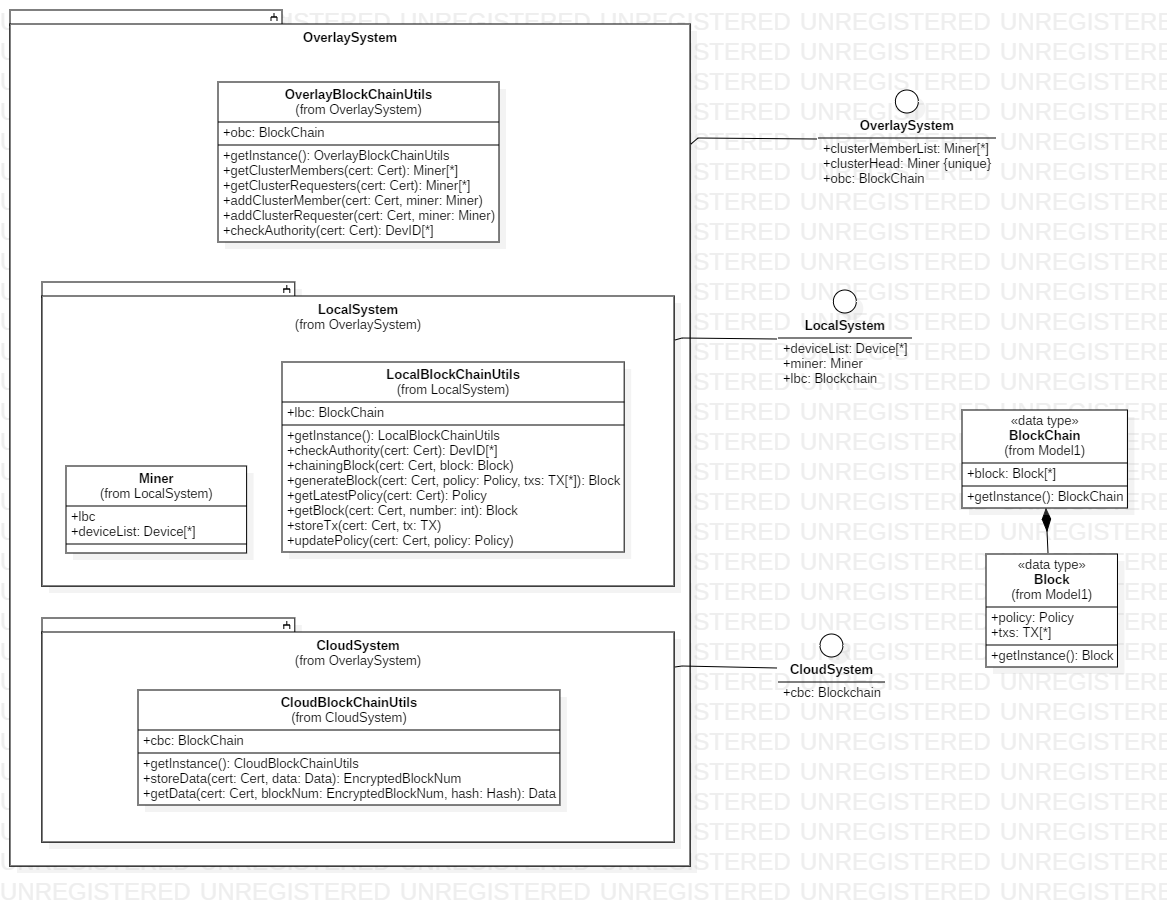 OverlaySystem
OverlayBlockChainUtils
(from OverlaySystem)
+obc: BlockChain
+getInstance(): OverlayBlockChainUtils
+getClusterMembers(cert: Cert): Miner[*]
+getClusterRequesters(cert: Cert): Miner[*]
+addClusterMember(cert: Cert, miner: Miner)
+addClusterRequester(cert: Cert, miner: Miner)
+checkAuthority(cert: Cert): DevID[*]
OverlaySystem
+clusterMemberList: Miner[*]
+clusterHead: Miner {unique}
+obc: BlockChain
LocalSystem
(from OverlaySystem)
LocalBlockChainUtils
(from LocalSystem)
+lbc: BlockChain
+getInstance(): LocalBlockChainUtils
+checkAuthority(cert: Cert): DevID[*]
+chainingBlock(cert: Cert, block: Block)
+generateBlock(cert: Cert, policy: Policy, txs: TX[*]): Block
+getLatestPolicy(cert: Cert): Policy
+getBlock(cert: Cert, number: int): Block
+storeTx(cert: Cert, tx: TX)
+updatePolicy(cert: Cert, policy: Policy)
Miner
(from LocalSystem)
+lbc
+deviceList: Device[*]
LocalSystem
+deviceList: Device[*]
+miner: Miner
+lbc: Blockchain
«data type»
BlockChain
(from Model1)
+block: Block[*]
+getInstance(): BlockChain
«data type»
Block
(from Model1)
+policy: Policy
+txs: TX[*]
+getInstance(): Block
CloudSystem
(from OverlaySystem)
CloudBlockChainUtils
(from CloudSystem)
+cbc: BlockChain
+getInstance(): CloudBlockChainUtils
+storeData(cert: Cert, data: Data): EncryptedBlockNum
+getData(cert: Cert, blockNum: EncryptedBlockNum, hash: Hash): Data
CloudSystem
+cbc: Blockchain
UNREGISTERED UNREGISTERED UNREGISTERED UNREGISTERED UNREGISTERED